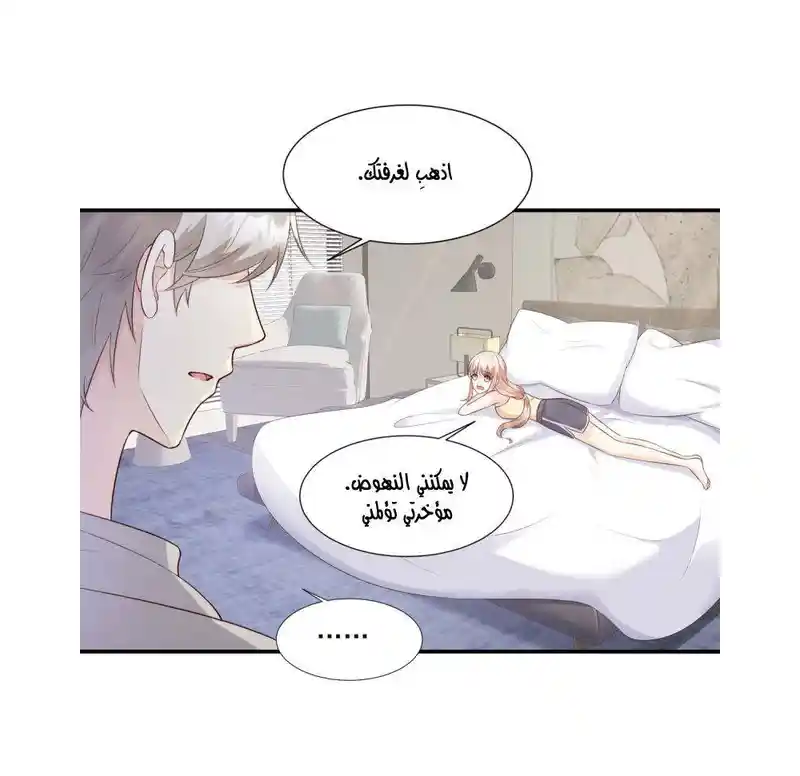 اذهبِ لغرفتك.
لا يمكنني النهوض.
مؤخرتي تؤلمني
......